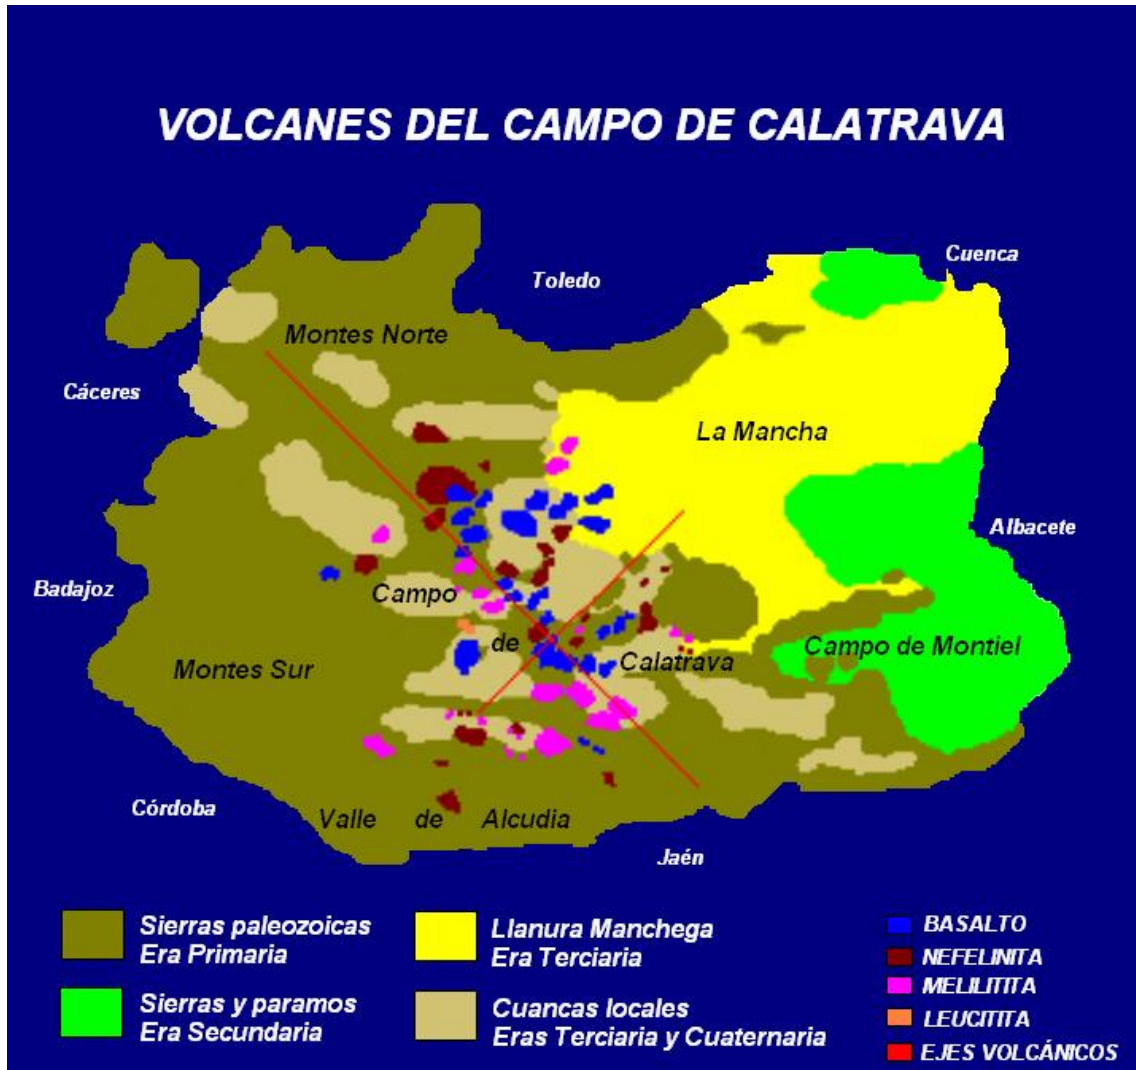 VOLCANES DEL CAMPO DE CALATRAVA
Cuenca
Toledo
Montes Norte
Cáceres
La Mancha
Albacete
Badajoz
Campo
de
Campo de Montiel
Montes Sur
Calatrava
Córdoba
Valle de Alcudia
Jaén
Sierras paleozoicas
Era Primaria
Sierras y paramos
Era Secundaria
Llanura Manchega
Era Terciaria
Cuancas locales
Eras Terciaria y Cuaternaria
BASALTO
NEFELINITA
MELILITITA
LEUCITITA
EJES VOLCÁNICOS